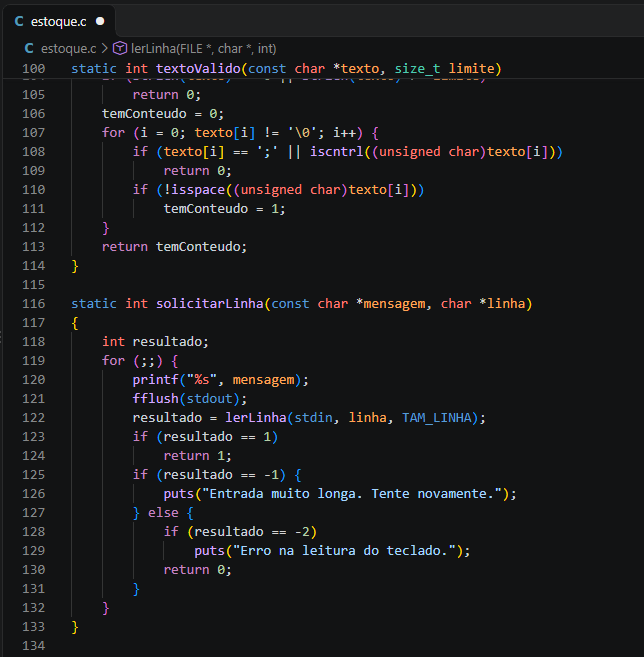 estoque.c
estoque.c > lerLinha(FILE *, char *, int)
100 static int textoValido(const char *texto, size_t limite)
105 return 0;
106 temConteudo = 0;
107 for (i = 0; texto[i] != '\0'; i++) {
108 if (texto[i] == ';' || iscntrl((unsigned char)texto[i]))
109 return 0;
110 if (!isspace((unsigned char)texto[i]))
111 temConteudo = 1;
112 }
113 return temConteudo;
114 }
115
116 static int solicitarLinha(const char *mensagem, char *linha)
117 {
118 int resultado;
119 for (;;) {
120 printf("%s", mensagem);
121 fflush(stdout);
122 resultado = lerLinha(stdin, linha, TAM_LINHA);
123 if (resultado == 1)
124 return 1;
125 if (resultado == -1) {
126 puts("Entrada muito longa. Tente novamente.");
127 } else {
128 if (resultado == -2)
129 puts("Erro na leitura do teclado.");
130 return 0;
131 }
132 }
133 }
134